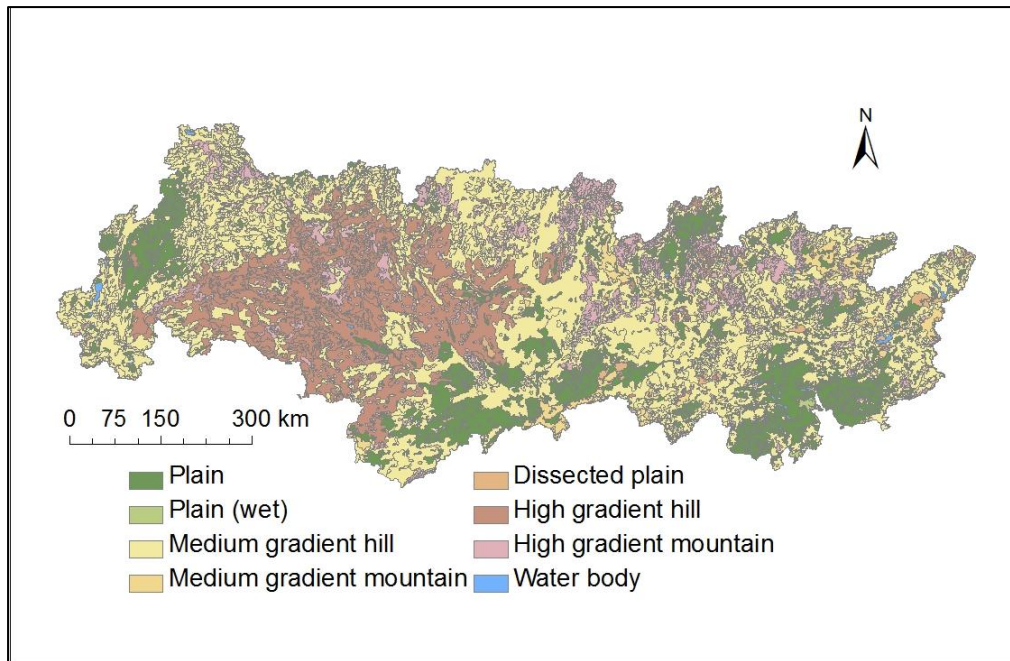 N
0 75 150 300 km
Plain
Plain (wet)
Medium gradient hill
Medium gradient mountain
Dissected plain
High gradient hill
High gradient mountain
Water body